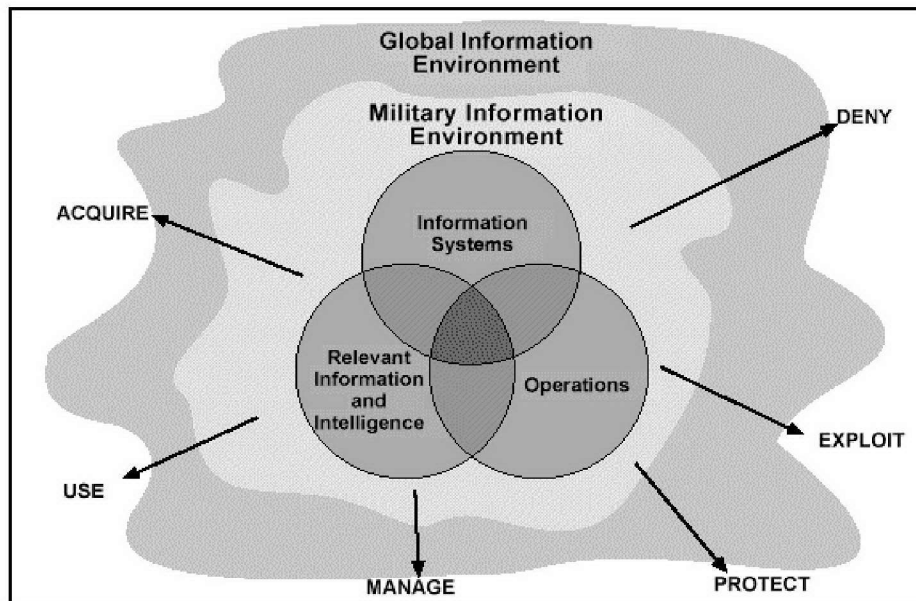 Global Information
Environment
Military Information
Environment
DENY
ACQUIRE
Information
Systems
Relevant
Information
and
Intelligence
Operations
EXPLOIT
USE
MANAGE
PROTECT